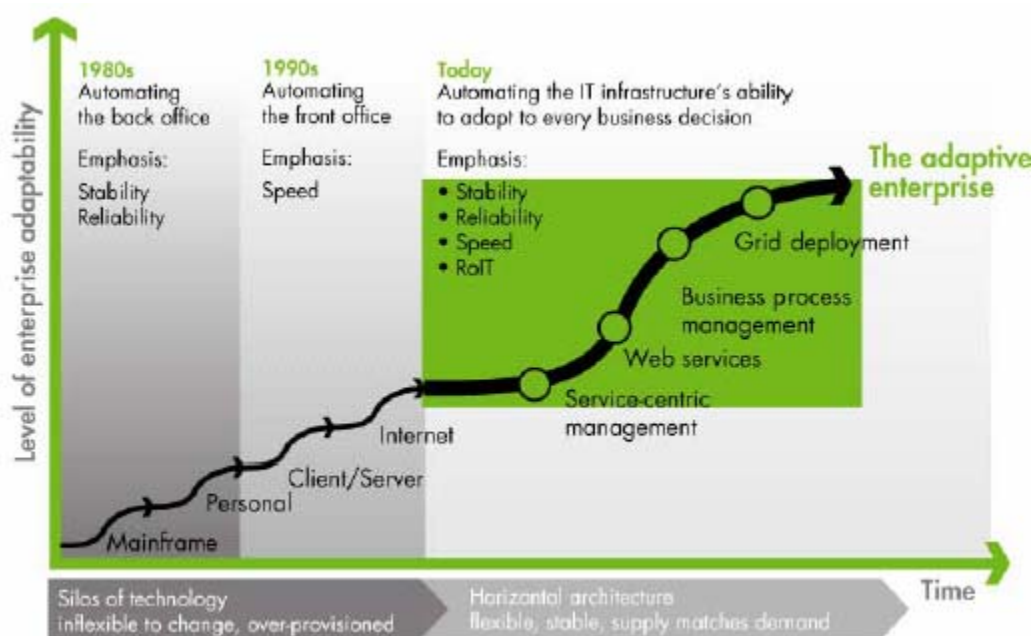 Level of enterprise adaptability
1980s
Automating
the back office
Emphasis:
Stability
Reliability
1990s
Automating
the front office
Emphasis:
Speed
Today
Automating the IT infrastructure's ability
to adapt to every business decision
Emphasis:
• Stability
• Reliability
• Speed
• RoIT
The adaptive
enterprise
Grid deployment
Business process
management
Web services
Service-centric
management
Internet
Client/Server
Personal
Mainframe
Time
Silos of technology
inflexible to change, over-provisioned
Horizontal architecture
flexible, stable, supply matches demand